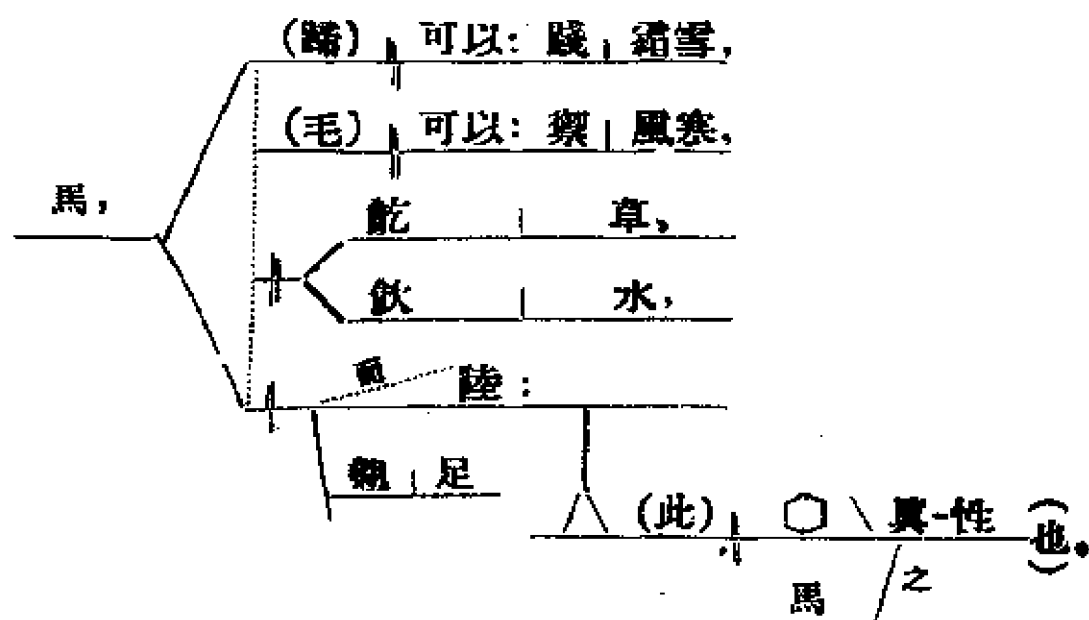 (蹄) 可以: 踐 霜雪,
(毛) 可以: 禦 風寒,
馬,
齕 草,
飲 水,
而 陸:
翹 足
(此) 真-性 (也)。
馬 之